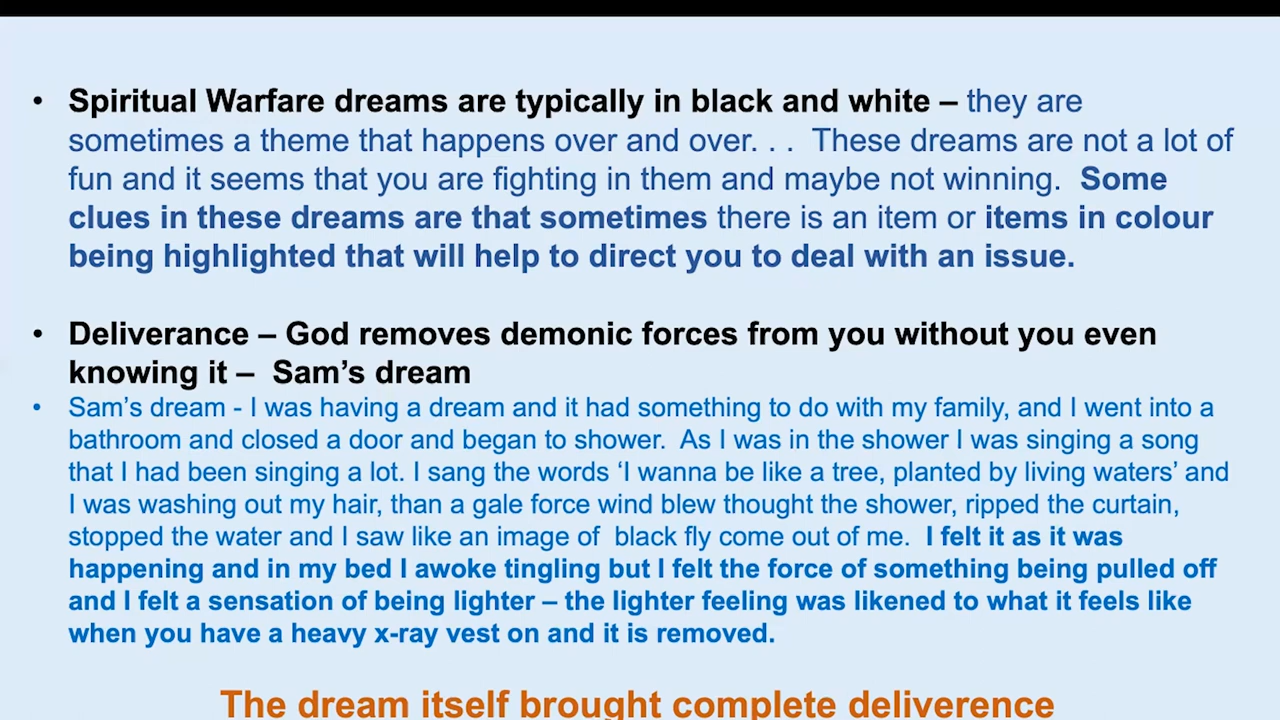 • Spiritual Warfare dreams are typically in black and white – they are
sometimes a theme that happens over and over. . .  These dreams are not a lot of
fun and it seems that you are fighting in them and maybe not winning.  Some
clues in these dreams are that sometimes there is an item or items in colour
being highlighted that will help to direct you to deal with an issue.
• Deliverance – God removes demonic forces from you without you even
knowing it –  Sam's dream
• Sam's dream - I was having a dream and it had something to do with my family, and I went into a
bathroom and closed a door and began to shower.  As I was in the shower I was singing a song
that I had been singing a lot. I sang the words ‘I wanna be like a tree, planted by living waters’ and
I was washing out my hair, than a gale force wind blew thought the shower, ripped the curtain,
stopped the water and I saw like an image of  black fly come out of me.  I felt it as it was
happening and in my bed I awoke tingling but I felt the force of something being pulled off
and I felt a sensation of being lighter – the lighter feeling was likened to what it feels like
when you have a heavy x-ray vest on and it is removed.
The dream itself brought complete deliverence